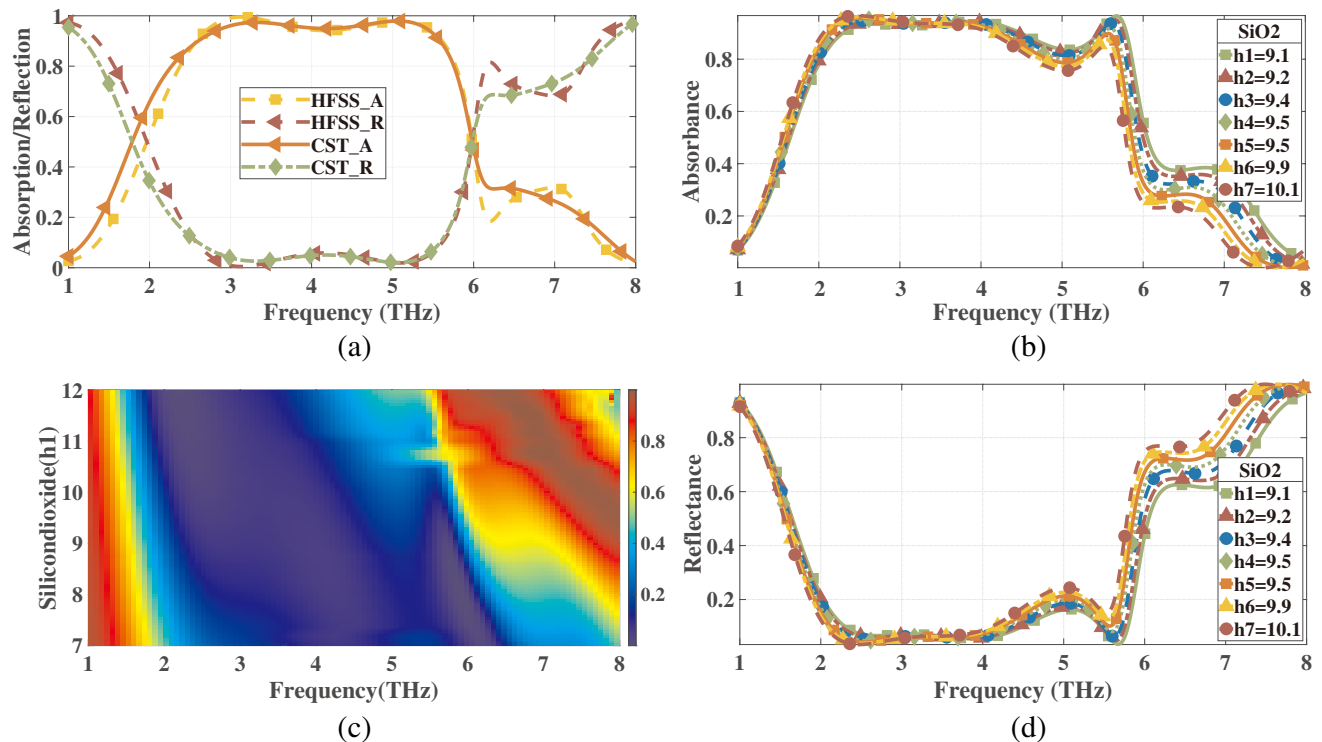 1
0.8
0.6
0.4
0.2
0
Absorption/Reflection
HFSS_A
HFSS_R
CST_A
CST_R
1 2 3 4 5 6 7 8
Frequency (THz)
(a)
0.8
0.6
0.4
0.2
Absorbance
SiO2
h1=9.1
h2=9.2
h3=9.4
h4=9.5
h5=9.5
h6=9.9
h7=10.1
1 2 3 4 5 6 7 8
Frequency (THz)
(b)
12
11
10
9
8
7
Silicondioxide(h1)
0.8
0.6
0.4
0.2
1 2 3 4 5 6 7 8
Frequency(THz)
(c)
0.8
0.6
0.4
0.2
Reflectance
SiO2
h1=9.1
h2=9.2
h3=9.4
h4=9.5
h5=9.5
h6=9.9
h7=10.1
1 2 3 4 5 6 7 8
Frequency (THz)
(d)